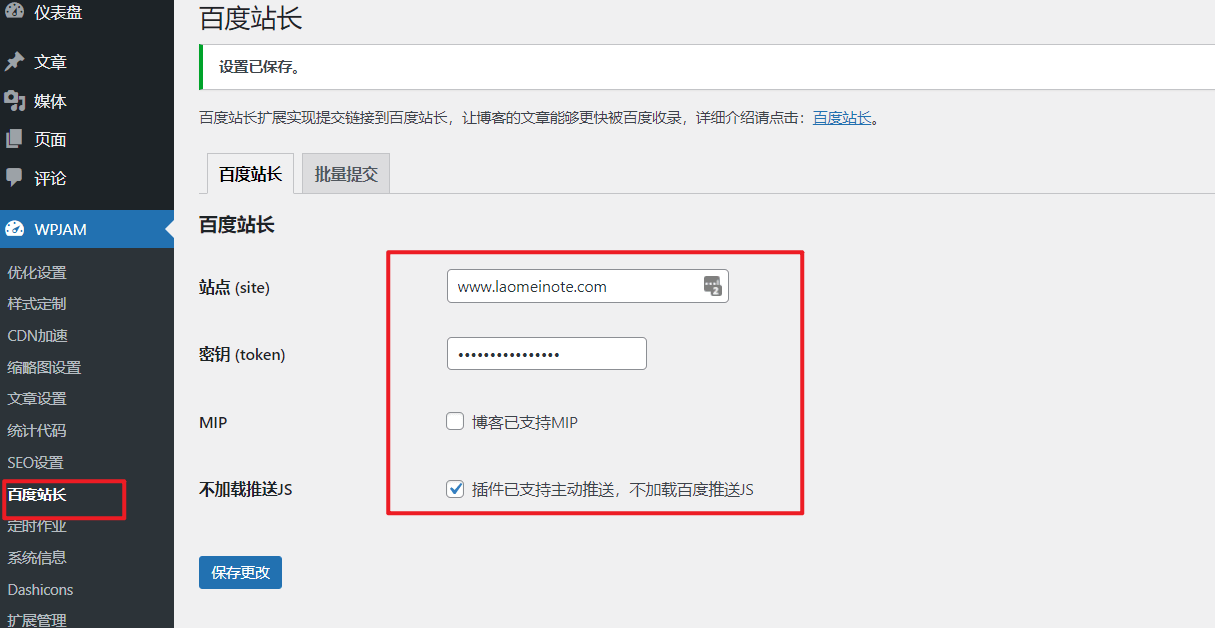 仪表盘
文章
媒体
页面
评论
WPJAM
优化设置
样式定制
CDN加速
缩略图设置
文章设置
统计代码
SEO设置
百度站长
定时作业
系统信息
Dashicons
扩展管理
百度站长
设置已保存。
百度站长扩展实现提交链接到百度站长，让博客的文章能够更快被百度收录，详细介绍请点击：百度站长。
百度站长 批量提交
百度站长
站点 (site) www.laomeinote.com 2
密钥 (token) ••••••••••••••••
MIP 博客已支持MIP
不加载推送JS 插件已支持主动推送，不加载百度推送JS
保存更改